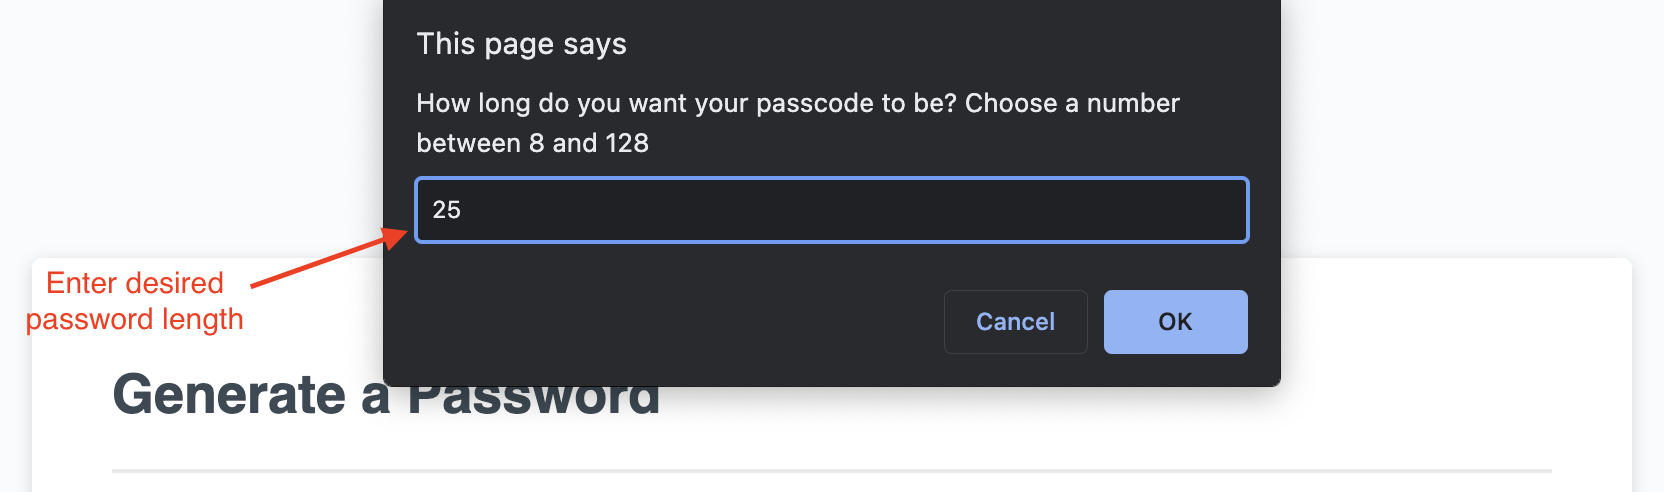 This page says
How long do you want your passcode to be? Choose a number
between 8 and 128
25
Enter desired
password length
Cancel
OK
Generate a Password